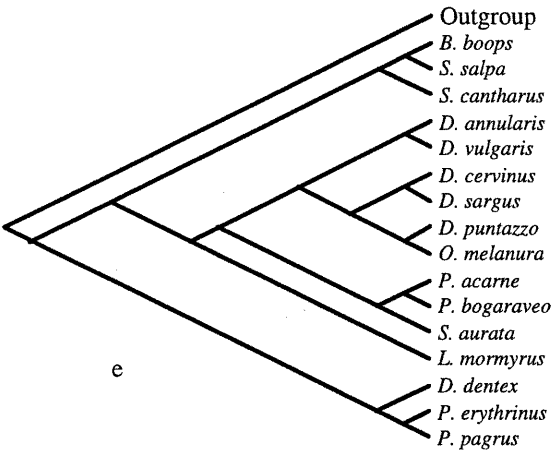 Outgroup
B. boops
S. salpa
S. cantharus
D. annularis
D. vulgaris
D. cervinus
D. sargus
D. puntazzo
O. melanura
P. acarne
P. bogaraveo
S. aurata
L. mormyrus
D. dentex
P. erythrinus
P. pagrus
e